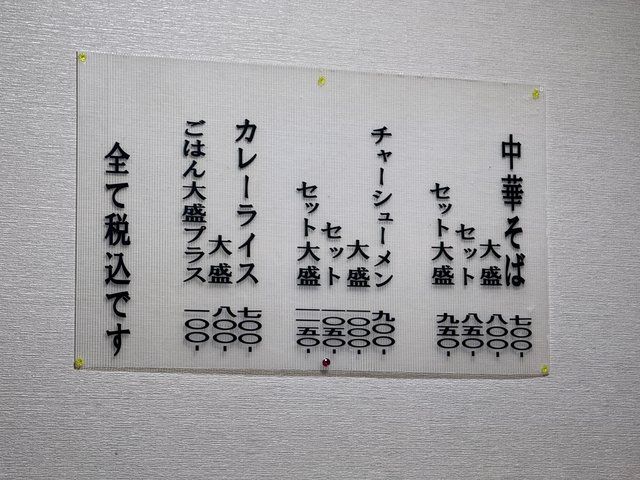 中華そば 七〇〇-
大盛 八〇〇-
セット 八五〇-
セット大盛 九五〇-
チャーシューメン 九〇〇-
大盛 一〇〇〇-
セット 一〇五〇-
セット大盛 一一五〇-
カレーライス 七〇〇-
大盛 八〇〇-
ごはん大盛プラス 一〇〇-
全て税込です